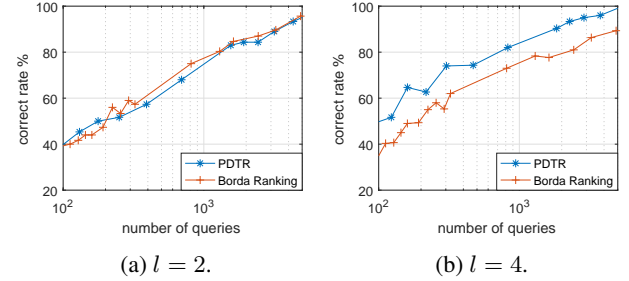 100
80
60
40
20
correct rate %
10^2
10^3
number of queries
PDTR
Borda Ranking
(a) l = 2.
100
80
60
40
20
correct rate %
10^2
10^3
number of queries
PDTR
Borda Ranking
(b) l = 4.